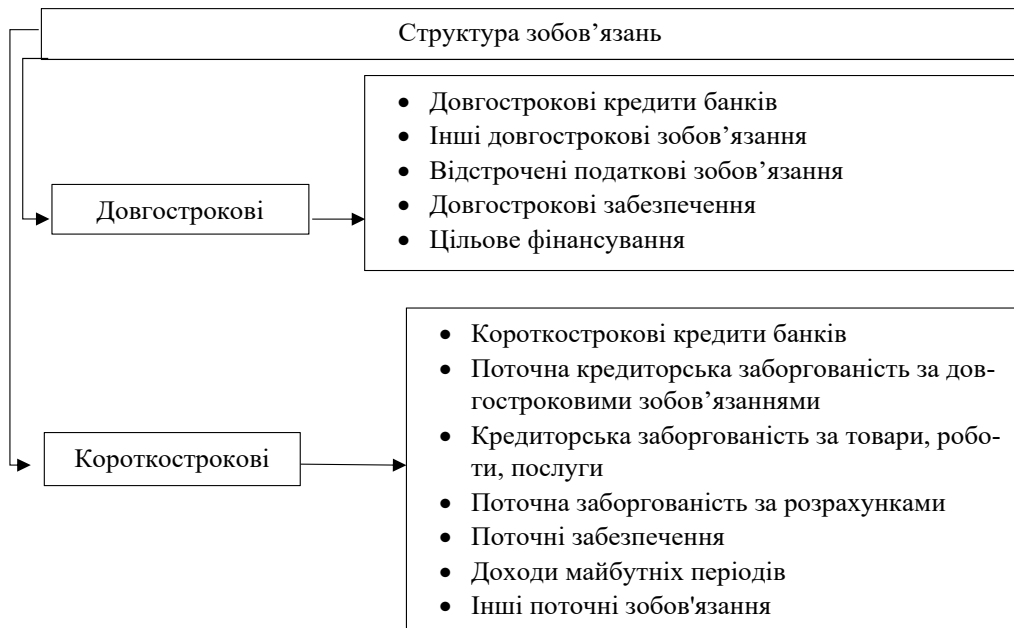 Структура зобов’язань
• Довгострокові кредити банків
• Інші довгострокові зобов’язання
• Відстрочені податкові зобов’язання
• Довгострокові забезпечення
• Цільове фінансування
Довгострокові
• Короткострокові кредити банків
• Поточна кредиторська заборгованість за дов-
гостроковими зобов’язаннями
• Кредиторська заборгованість за товари, робо-
ти, послуги
• Поточна заборгованість за розрахунками
• Поточні забезпечення
• Доходи майбутніх періодів
• Інші поточні зобов'язання
Короткострокові